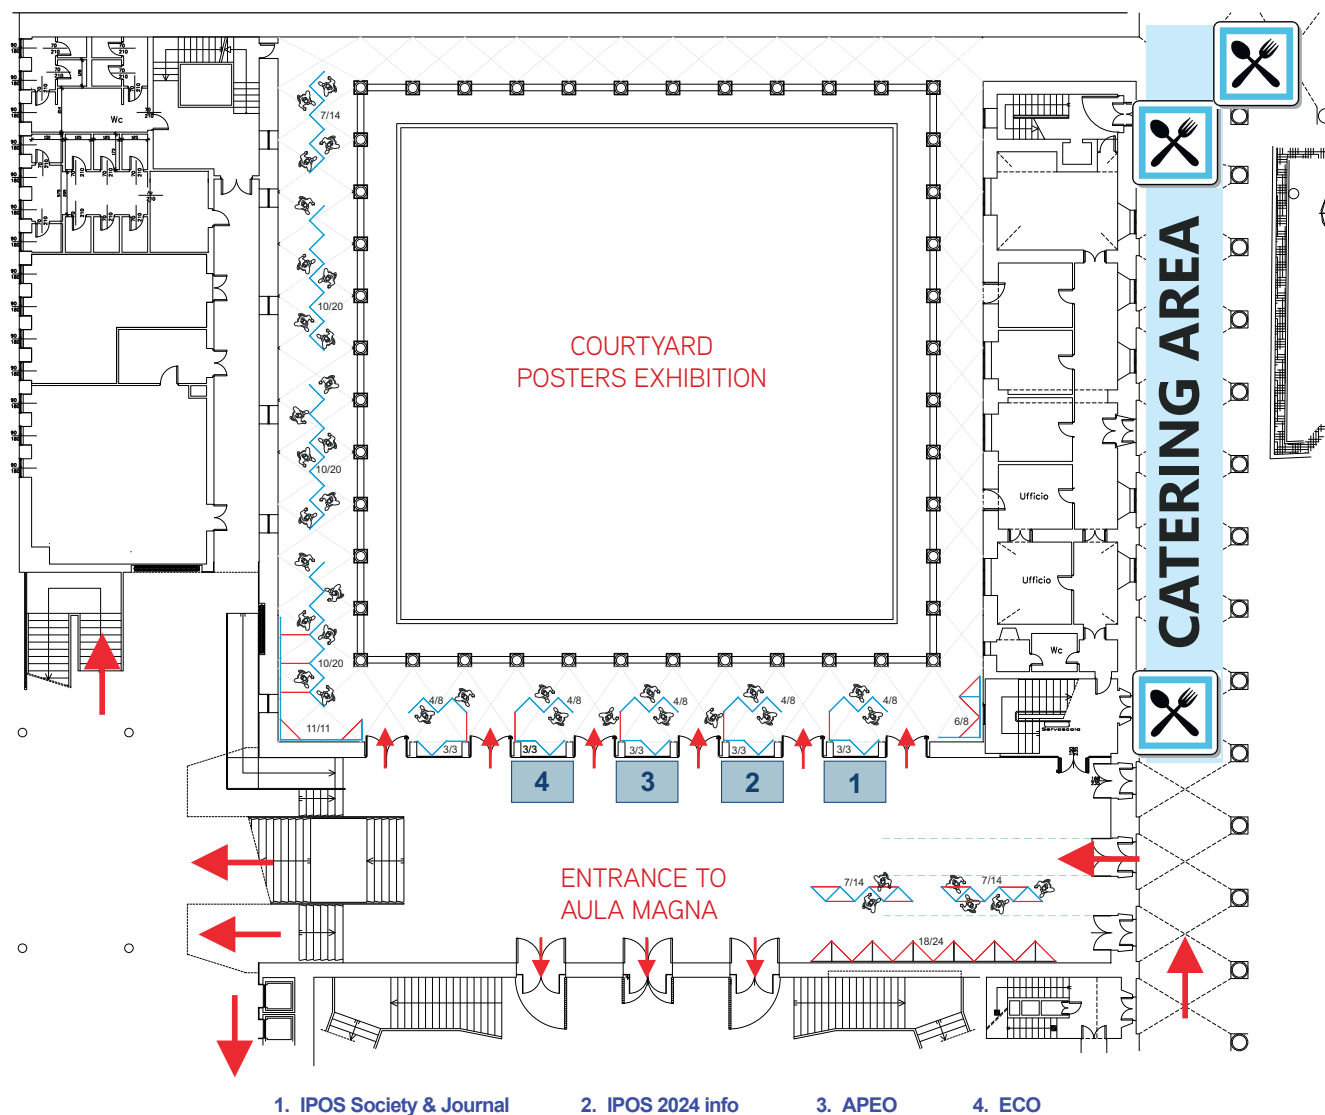 Wc
7/14
10/20
COURTYARD
POSTERS EXHIBITION
CATERING AREA
10/20
Ufficio
Ufficio
Wc
10/20
11/11
4/8
4/8
4/8
4/8
4/8
6/8
3/3
3/3
3/3
3/3
3/3
Servoscala
4
3
2
1
ENTRANCE TO
AULA MAGNA
7/14
7/14
18/24
1. IPOS Society & Journal
2. IPOS 2024 info
3. APEO
4. ECO